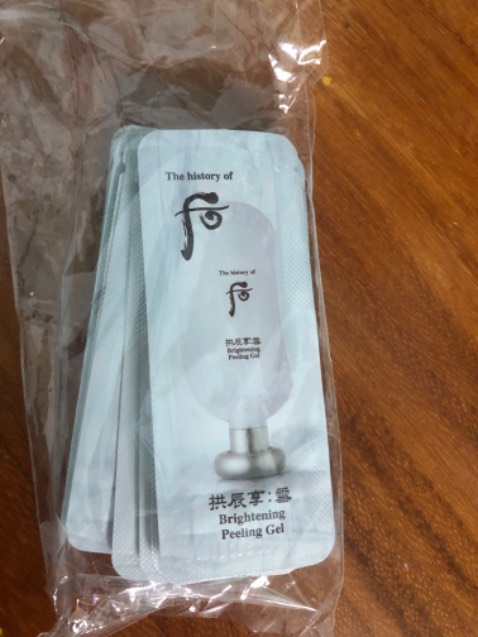 The history of
后
The history of
后
拱辰享:雪
Brightening
Peeling Gel
拱辰享:雪
Brightening
Peeling Gel